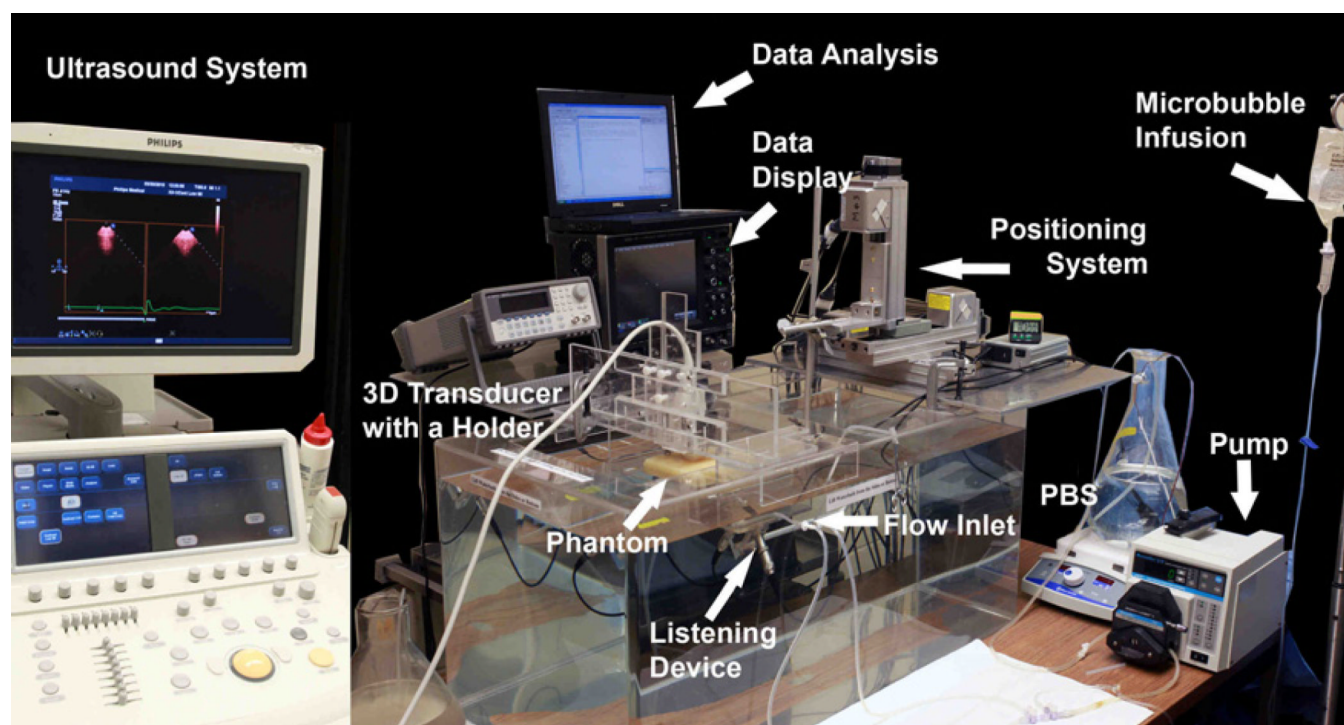 Ultrasound System
Data Analysis
Data
Display
Microbubble
Infusion
Positioning
System
3D Transducer
with a Holder
Pump
PBS
Flow Inlet
Phantom
Listening
Device
PHILIPS
DELL